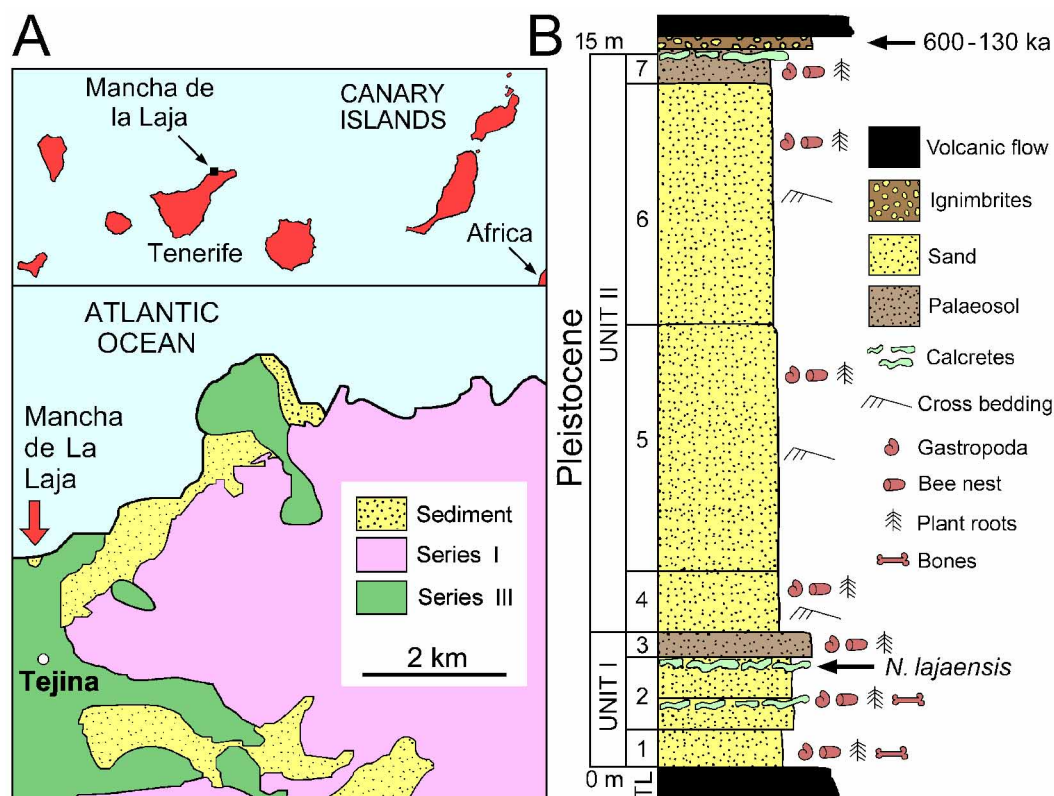 A
Mancha de
la Laja
CANARY
ISLANDS
Africa
Tenerife
ATLANTIC
OCEAN
Mancha
de La
Laja
Sediment
Series I
Series III
2 km
Tejina
B
15 m
600-130 ka
7
6
5
4
3
2
1
UNIT II
UNIT I
Pleistocene
TL
0 m
N. lajaensis
Volcanic flow
Ignimbrites
Sand
Palaeosol
Calcretes
Cross bedding
Gastropoda
Bee nest
Plant roots
Bones